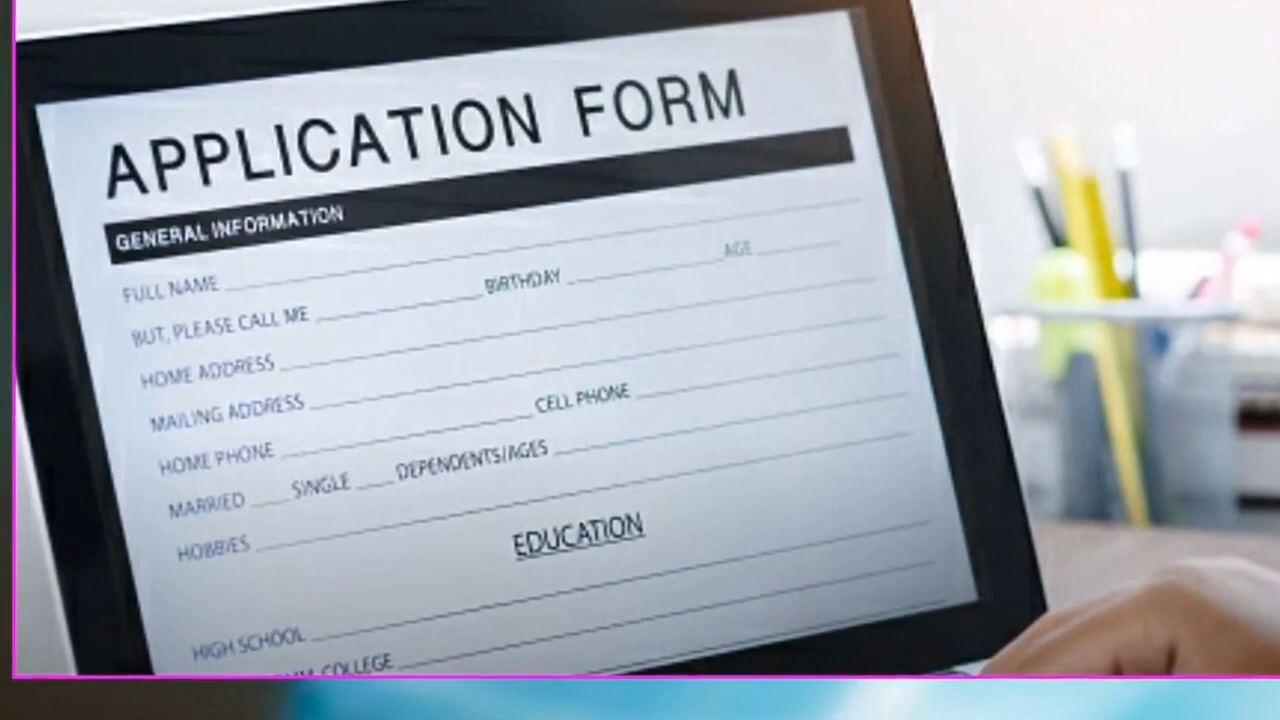 APPLICATION FORM
GENERAL INFORMATION
FULL NAME
BUT, PLEASE CALL ME BIRTHDAY AGE
HOME ADDRESS
MAILING ADDRESS
HOME PHONE CELL PHONE
MARRIED SINGLE DEPENDENTS/AGES
HOBBIES
EDUCATION
HIGH SCHOOL
COLLEGE